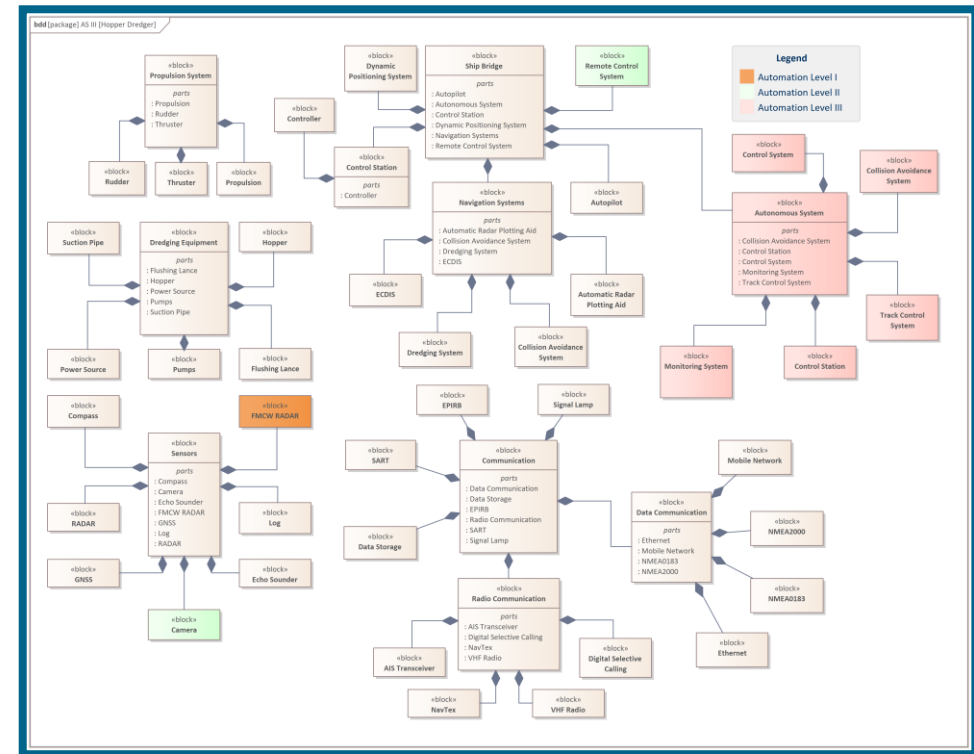 bdd [package] AS III [Hopper Dredger]
«block»
Propulsion System
parts
: Propulsion
: Rudder
: Thruster
«block»
Rudder
«block»
Thruster
«block»
Propulsion
«block»
Dynamic
Positioning System
«block»
Controller
«block»
Control Station
parts
: Controller
«block»
Ship Bridge
parts
: Autopilot
: Autonomous System
: Control Station
: Dynamic Positioning System
: Navigation Systems
: Remote Control System
«block»
Remote Control
System
«block»
Autopilot
Legend
Automation Level I
Automation Level II
Automation Level III
«block»
Control System
«block»
Collision Avoidance
System
«block»
Autonomous System
parts
: Collision Avoidance System
: Control Station
: Control System
: Monitoring System
: Track Control System
«block»
Track Control
System
«block»
Monitoring System
«block»
Control Station
«block»
Navigation Systems
parts
: Automatic Radar Plotting Aid
: Collision Avoidance System
: Dredging System
: ECDIS
«block»
ECDIS
«block»
Automatic Radar
Plotting Aid
«block»
Dredging System
«block»
Collision Avoidance
System
«block»
Suction Pipe
«block»
Dredging Equipment
parts
: Flushing Lance
: Hopper
: Power Source
: Pumps
: Suction Pipe
«block»
Hopper
«block»
Power Source
«block»
Pumps
«block»
Flushing Lance
«block»
Compass
«block»
FMCW RADAR
«block»
Sensors
parts
: Compass
: Camera
: Echo Sounder
: FMCW RADAR
: GNSS
: Log
: RADAR
«block»
RADAR
«block»
Log
«block»
GNSS
«block»
Echo Sounder
«block»
Camera
«block»
EPIRB
«block»
Signal Lamp
«block»
SART
«block»
Communication
parts
: Data Communication
: Data Storage
: EPIRB
: Radio Communication
: SART
: Signal Lamp
«block»
Data Storage
«block»
Mobile Network
«block»
Data Communication
parts
: Ethernet
: Mobile Network
: NMEA0183
: NMEA2000
«block»
NMEA2000
«block»
NMEA0183
«block»
Ethernet
«block»
Radio Communication
parts
: AIS Transceiver
: Digital Selective Calling
: NavTex
: VHF Radio
«block»
AIS Transceiver
«block»
Digital Selective
Calling
«block»
NavTex
«block»
VHF Radio